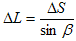 ΔL = ΔS / sin β